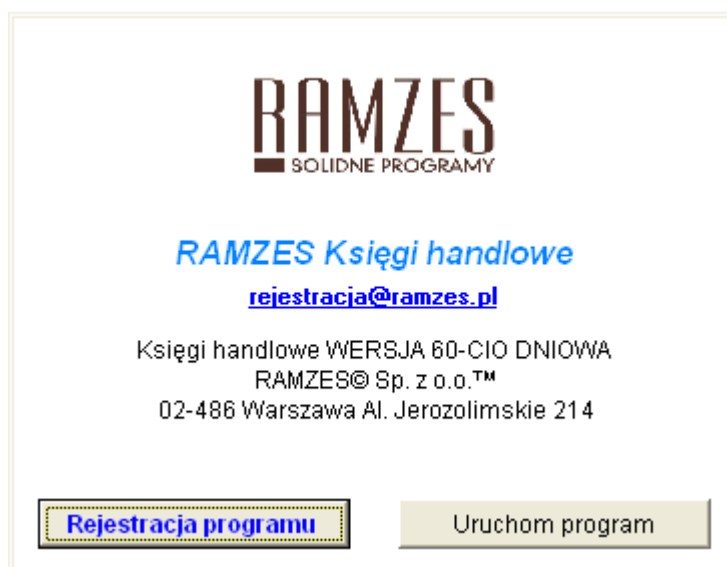 RAMZES
SOLIDNE PROGRAMY
RAMZES Księgi handlowe
rejestracja@ramzes.pl
Księgi handlowe WERSJA 60-CIO DNIOWA
RAMZES© Sp. z o.o.™
02-486 Warszawa Al. Jerozolimskie 214
Rejestracja programu
Uruchom program